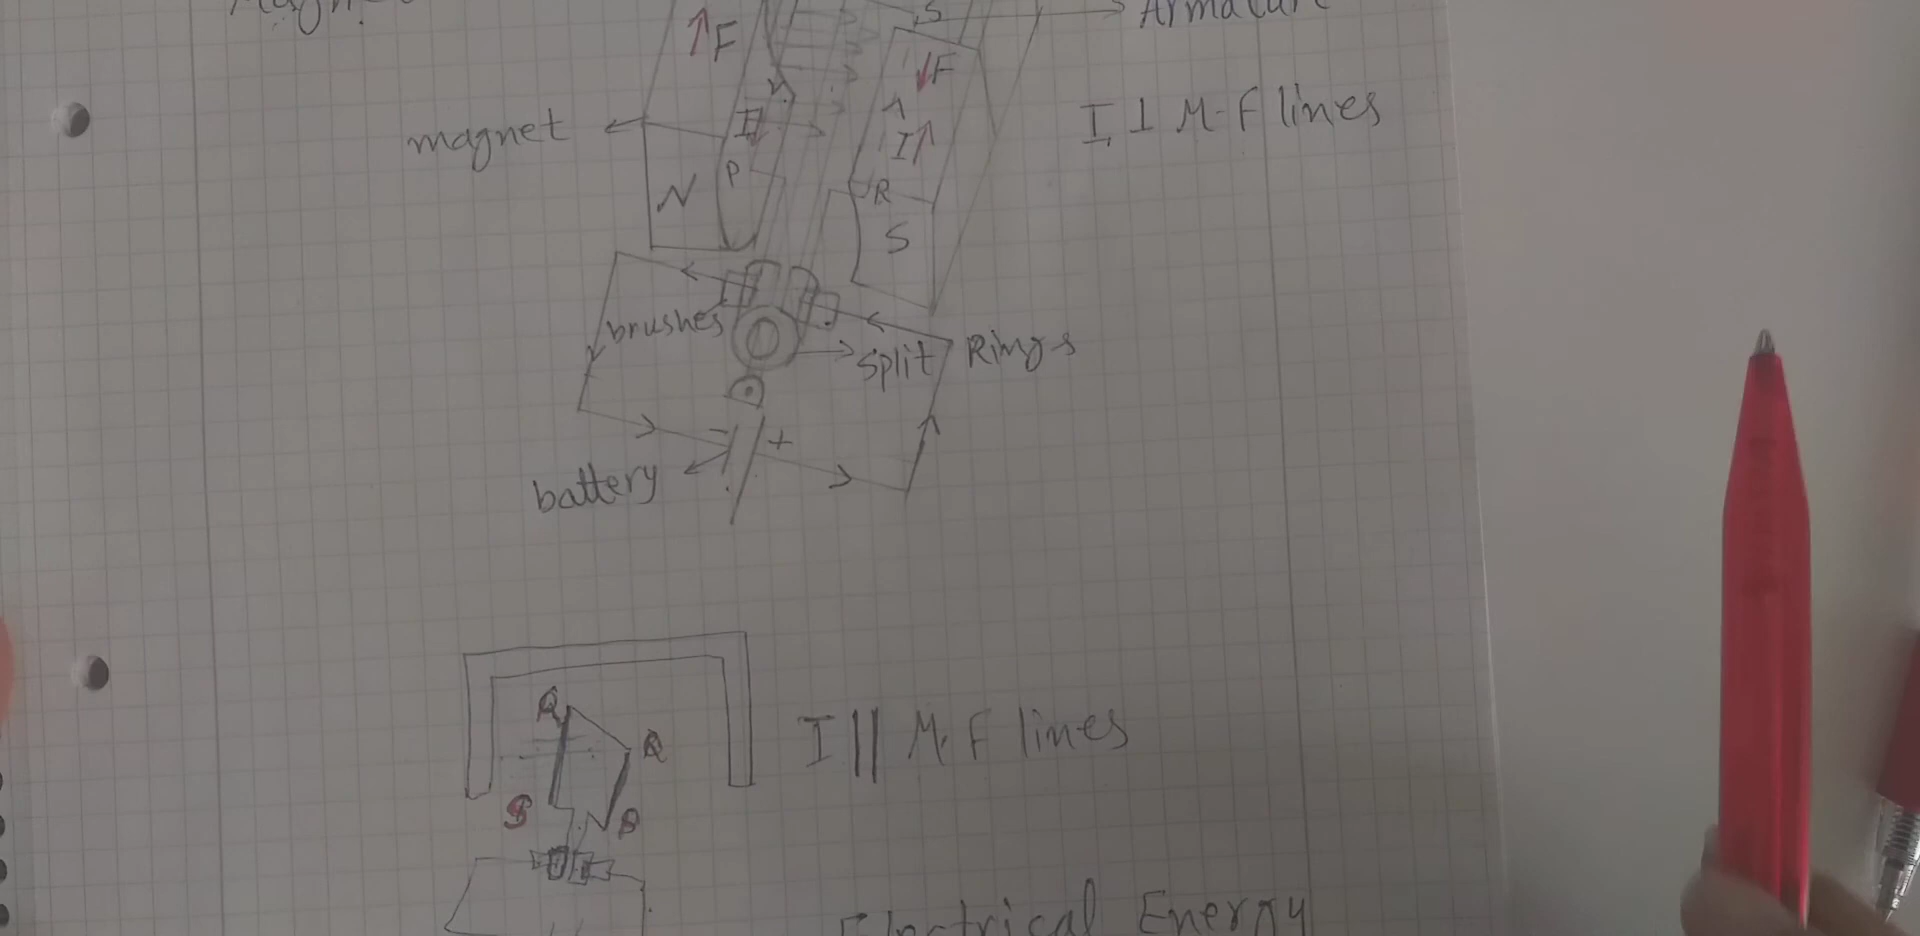 Armature
↑F
S
↓F
I ⊥ M.F lines
magnet
I↑
P
N
R
S
brushes
Split Rings
- +
battery
Q
R
I || M.F lines
S
Electrical Energy